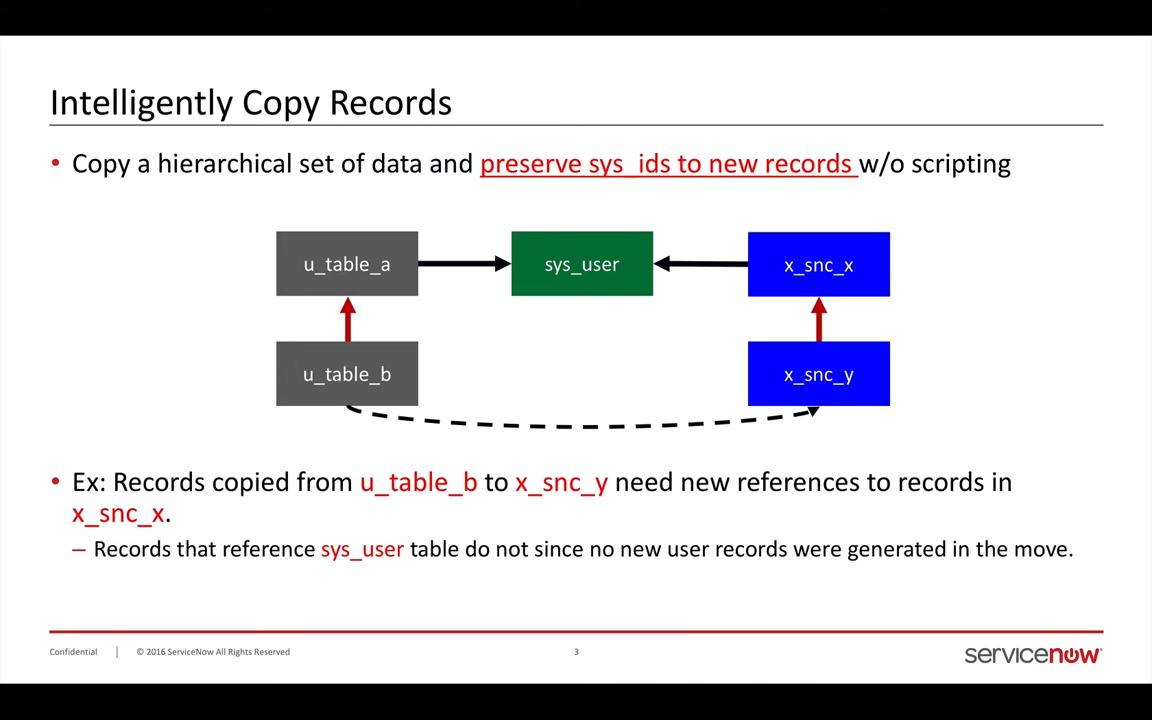 Intelligently Copy Records
• Copy a hierarchical set of data and preserve sys_ids to new records w/o scripting
u_table_a
sys_user
x_snc_x
u_table_b
x_snc_y
• Ex: Records copied from u_table_b to x_snc_y need new references to records in
x_snc_x.
– Records that reference sys_user table do not since no new user records were generated in the move.
Confidential | © 2016 ServiceNow All Rights Reserved
3
servicenow